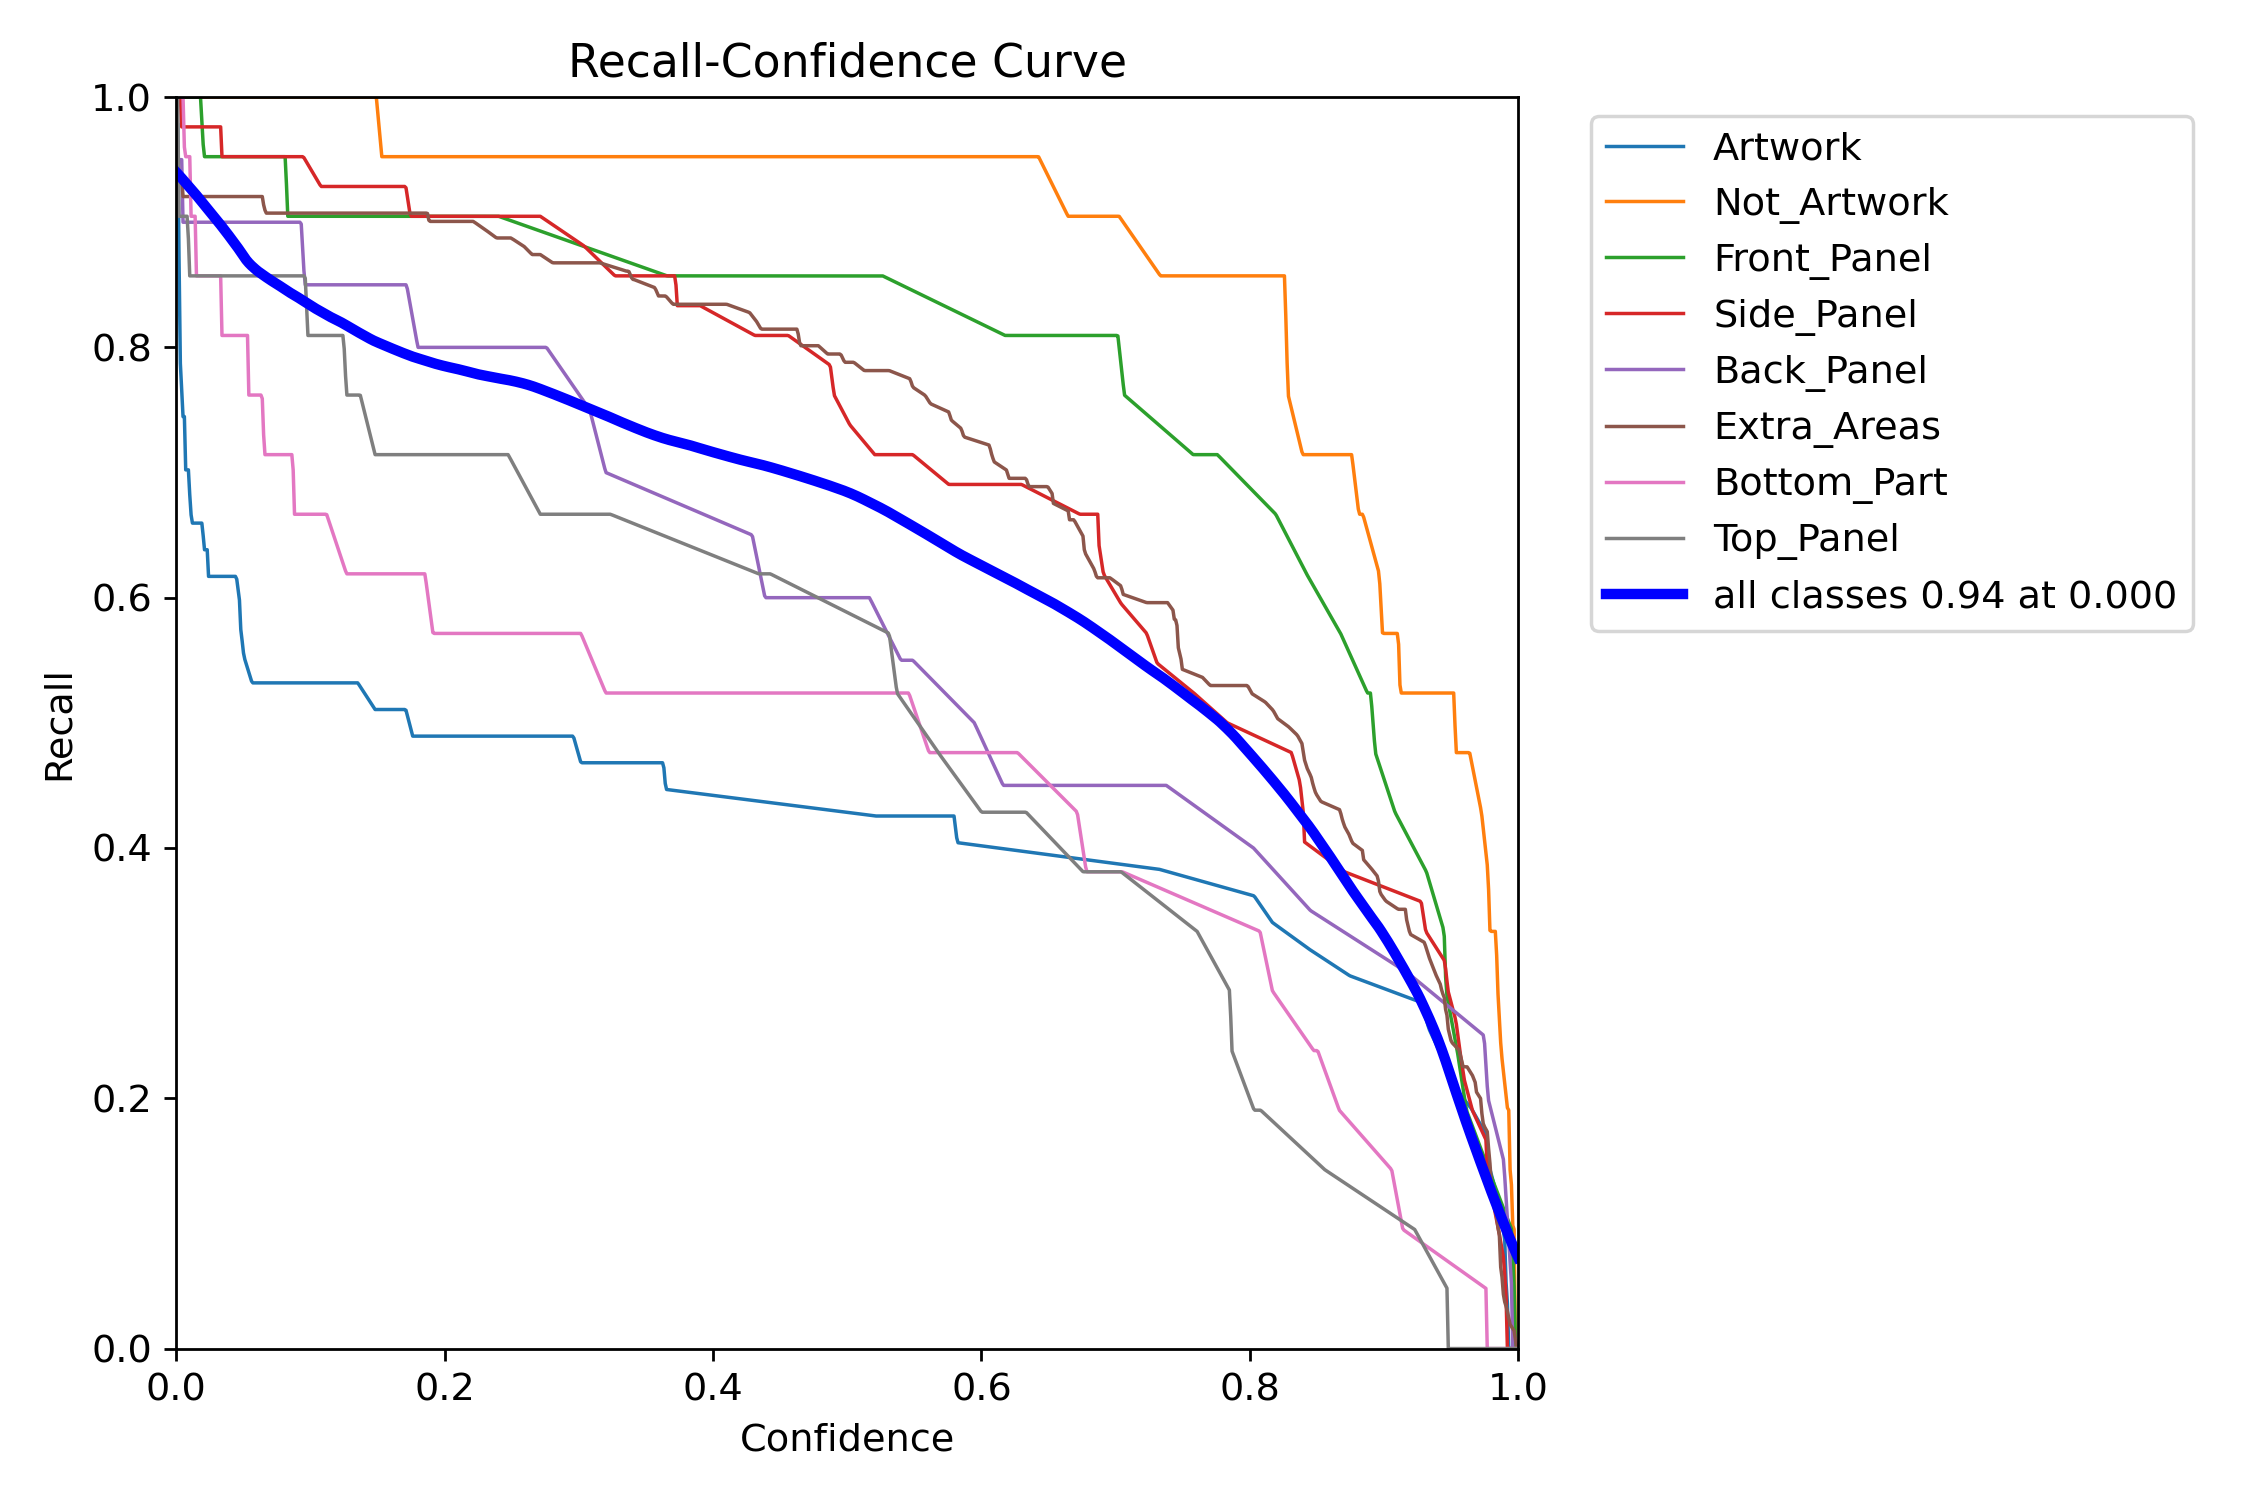 Recall-Confidence Curve
1.0
0.8
0.6
0.4
0.2
0.0
Recall
0.0 0.2 0.4 0.6 0.8 1.0
Confidence
Artwork
Not_Artwork
Front_Panel
Side_Panel
Back_Panel
Extra_Areas
Bottom_Part
Top_Panel
all classes 0.94 at 0.000